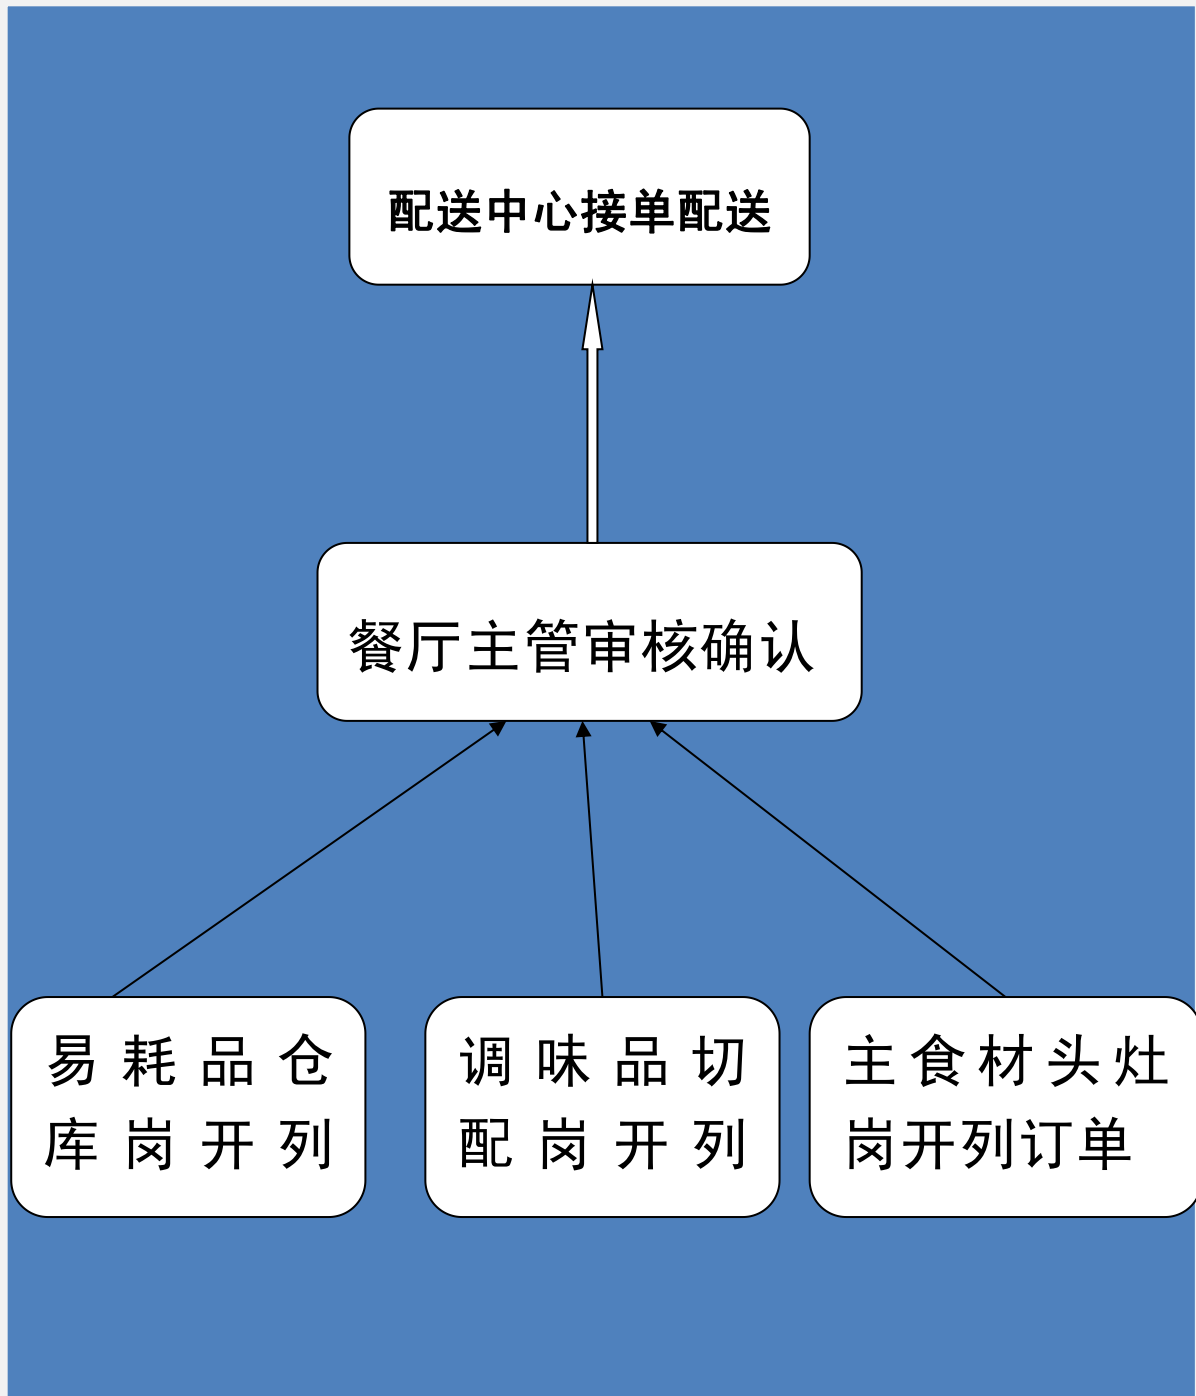 配送中心接单配送
餐厅主管审核确认
易耗品仓
库岗开列
调味品切
配岗开列
主食材头灶
岗开列订单